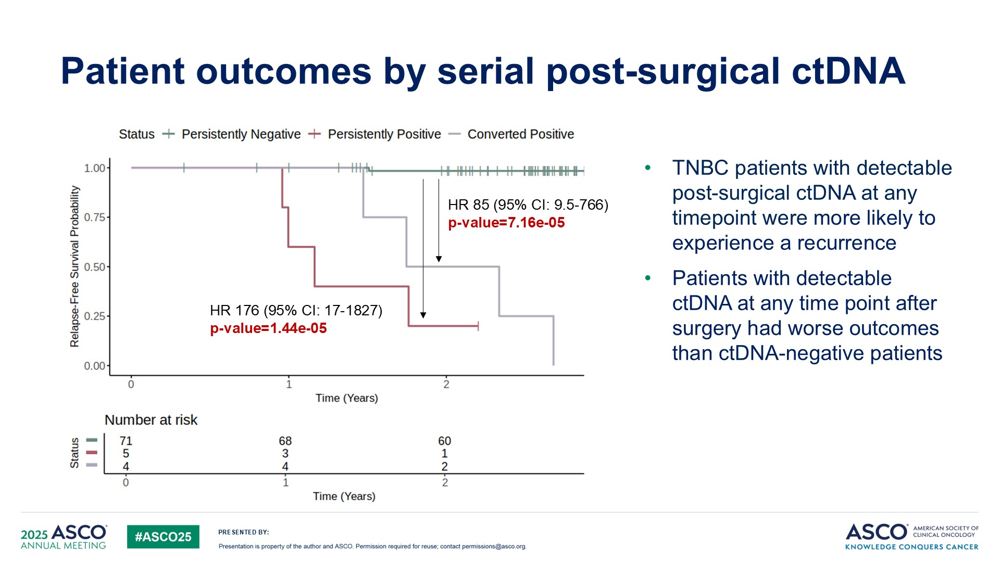 Patient outcomes by serial post-surgical ctDNA
Status Persistently Negative Persistently Positive Converted Positive
Relapse-Free Survival Probability
1.00
0.75
0.50
0.25
0.00
HR 85 (95% CI: 9.5-766)
p-value=7.16e-05
HR 176 (95% CI: 17-1827)
p-value=1.44e-05
0 1 2
Time (Years)
Number at risk
Status
71 68 60
5 3 1
4 4 2
0 1 2
Time (Years)
• TNBC patients with detectable
post-surgical ctDNA at any
timepoint were more likely to
experience a recurrence
• Patients with detectable
ctDNA at any time point after
surgery had worse outcomes
than ctDNA-negative patients
2025 ASCO
ANNUAL MEETING
#ASCO25
PRESENTED BY:
Presentation is property of the author and ASCO. Permission required for reuse; contact permissions@asco.org.
ASCO AMERICAN SOCIETY OF
CLINICAL ONCOLOGY
KNOWLEDGE CONQUERS CANCER